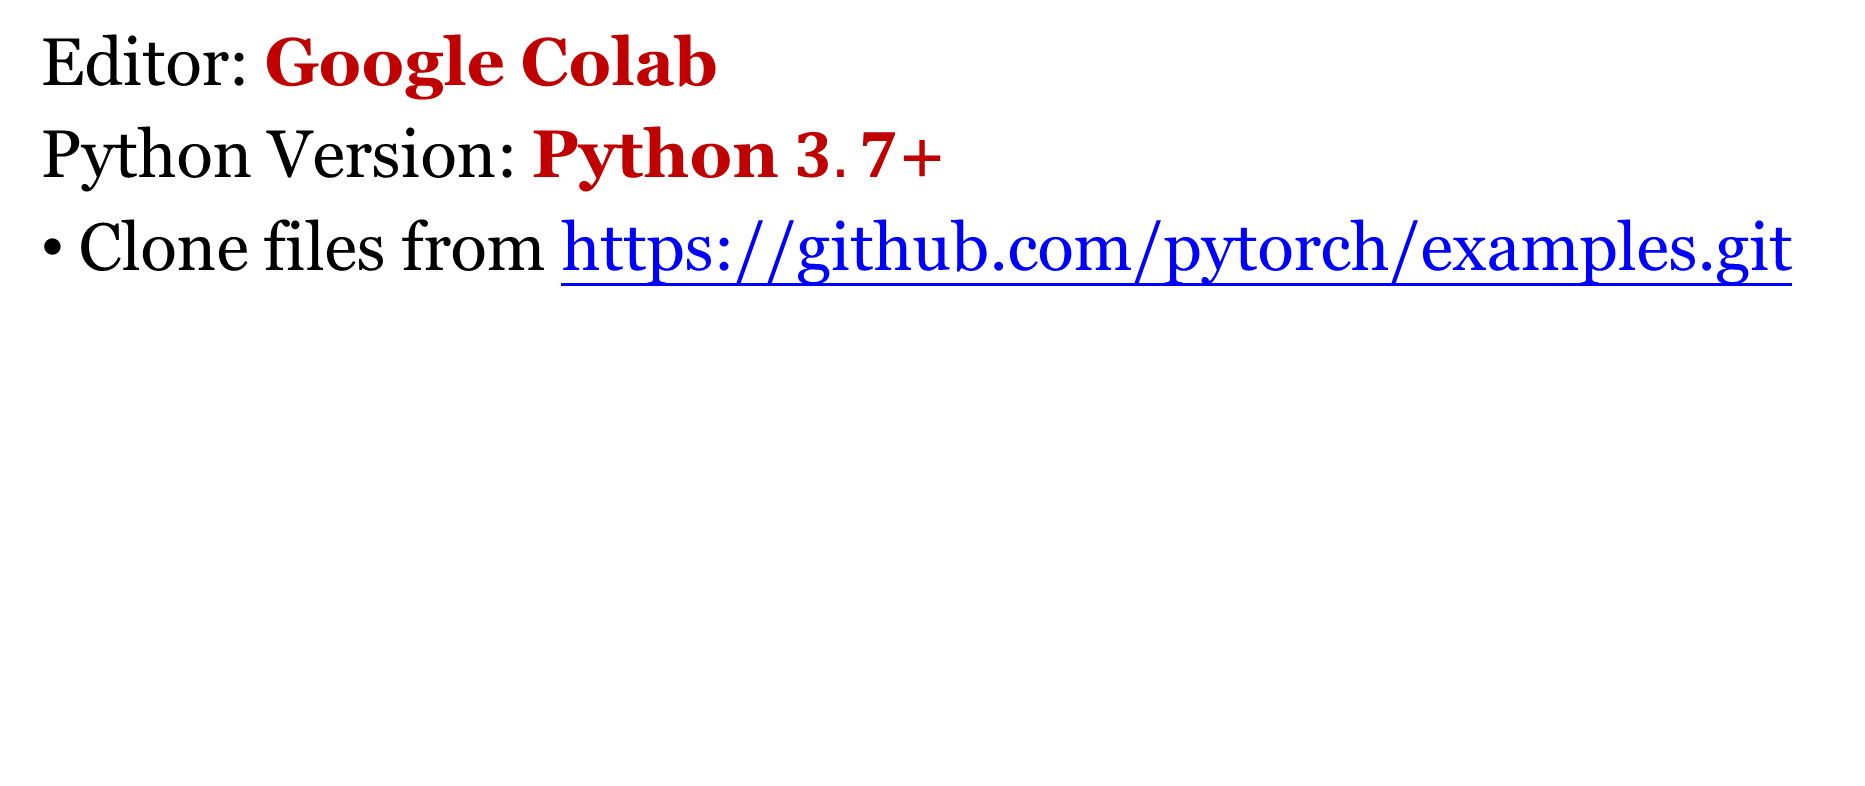 Editor: Google Colab
Python Version: Python 3.7+
• Clone files from https://github.com/pytorch/examples.git